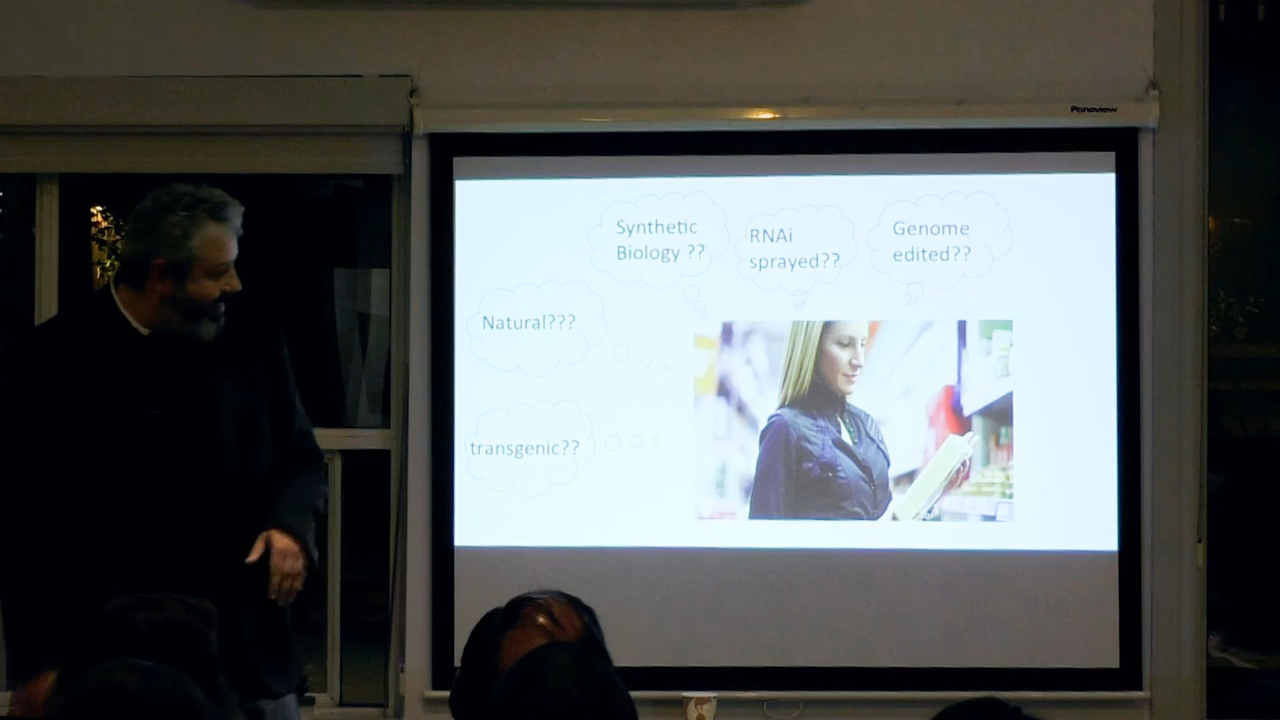 Panoview
Synthetic
Biology ??
RNAi
sprayed??
Genome
edited??
Natural???
transgenic??